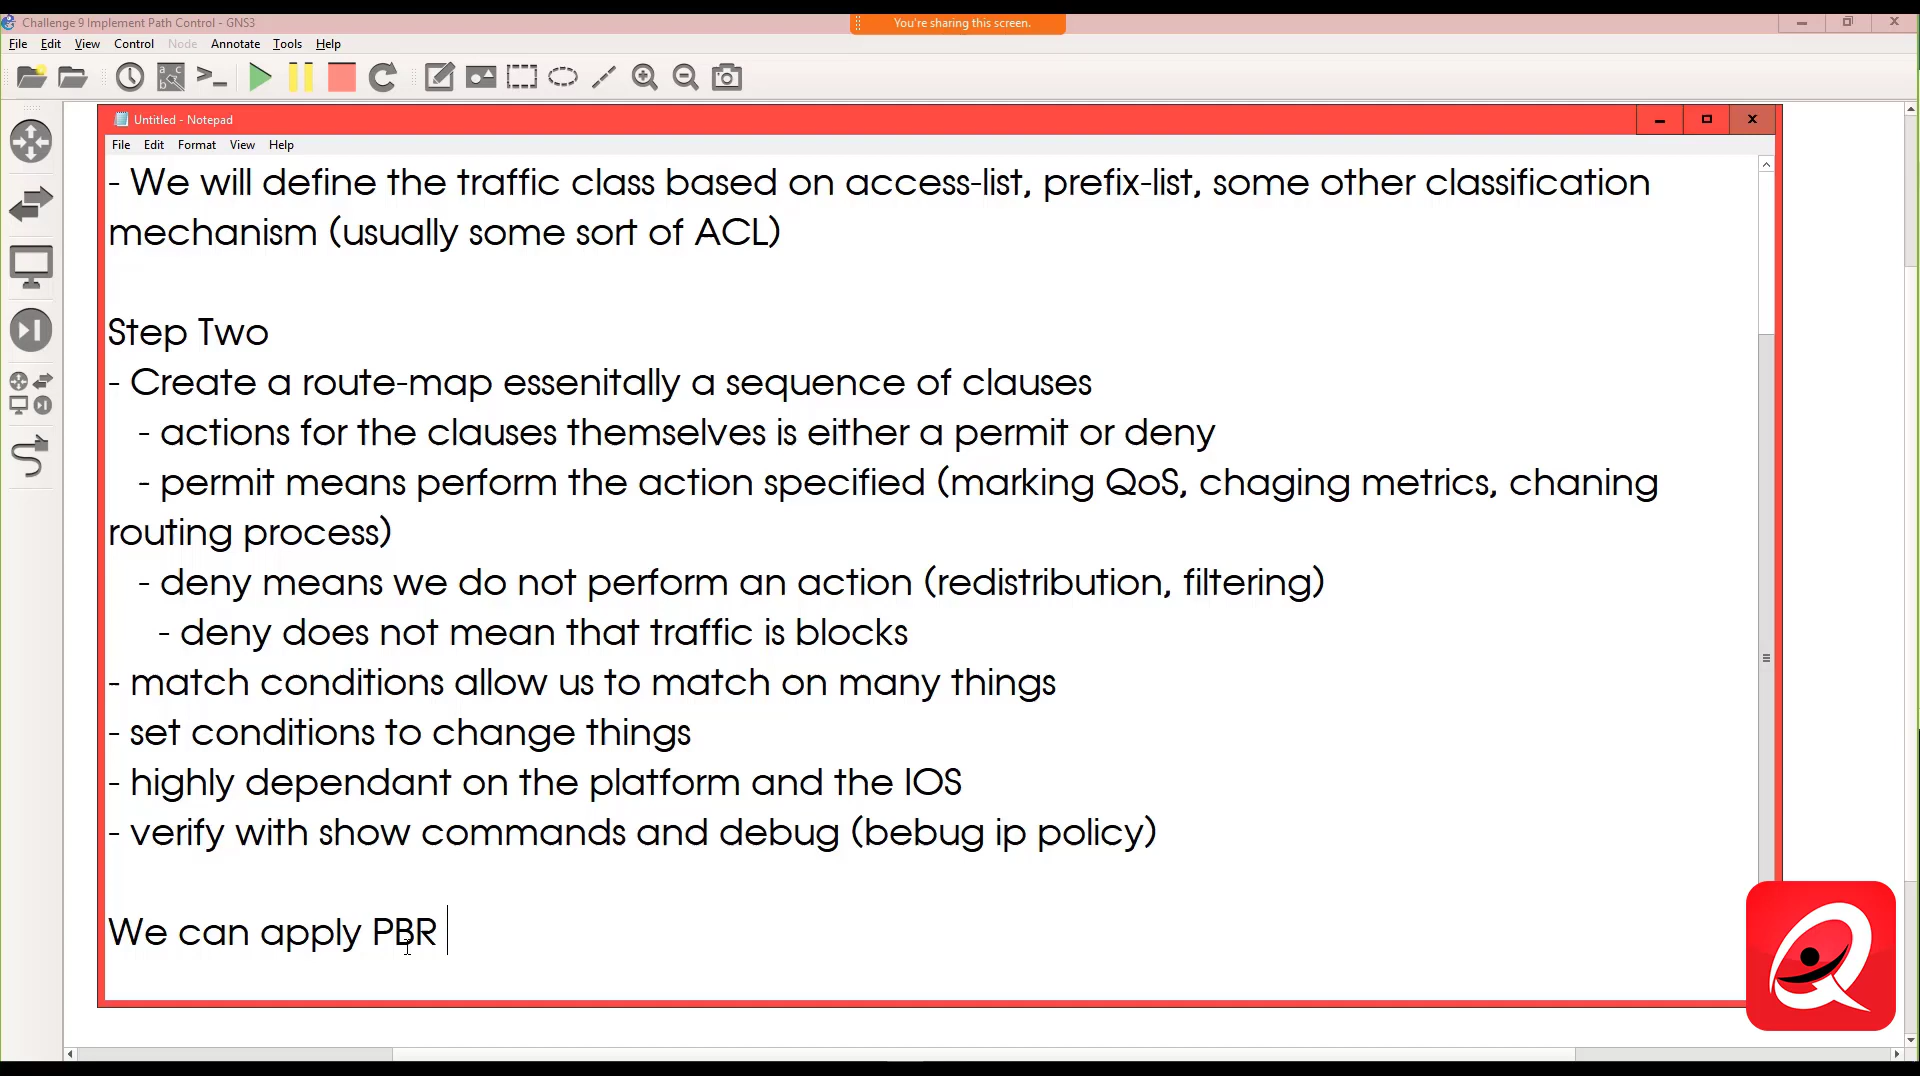 Challenge 9 Implement Path Control - GNS3
You're sharing this screen.
File Edit View Control Node Annotate Tools Help
Untitled - Notepad
File Edit Format View Help
- We will define the traffic class based on access-list, prefix-list, some other classification
mechanism (usually some sort of ACL)
Step Two
- Create a route-map essenitally a sequence of clauses
- actions for the clauses themselves is either a permit or deny
- permit means perform the action specified (marking QoS, chaging metrics, chaning
routing process)
- deny means we do not perform an action (redistribution, filtering)
- deny does not mean that traffic is blocks
- match conditions allow us to match on many things
- set conditions to change things
- highly dependant on the platform and the IOS
- verify with show commands and debug (bebug ip policy)
We can apply PBR